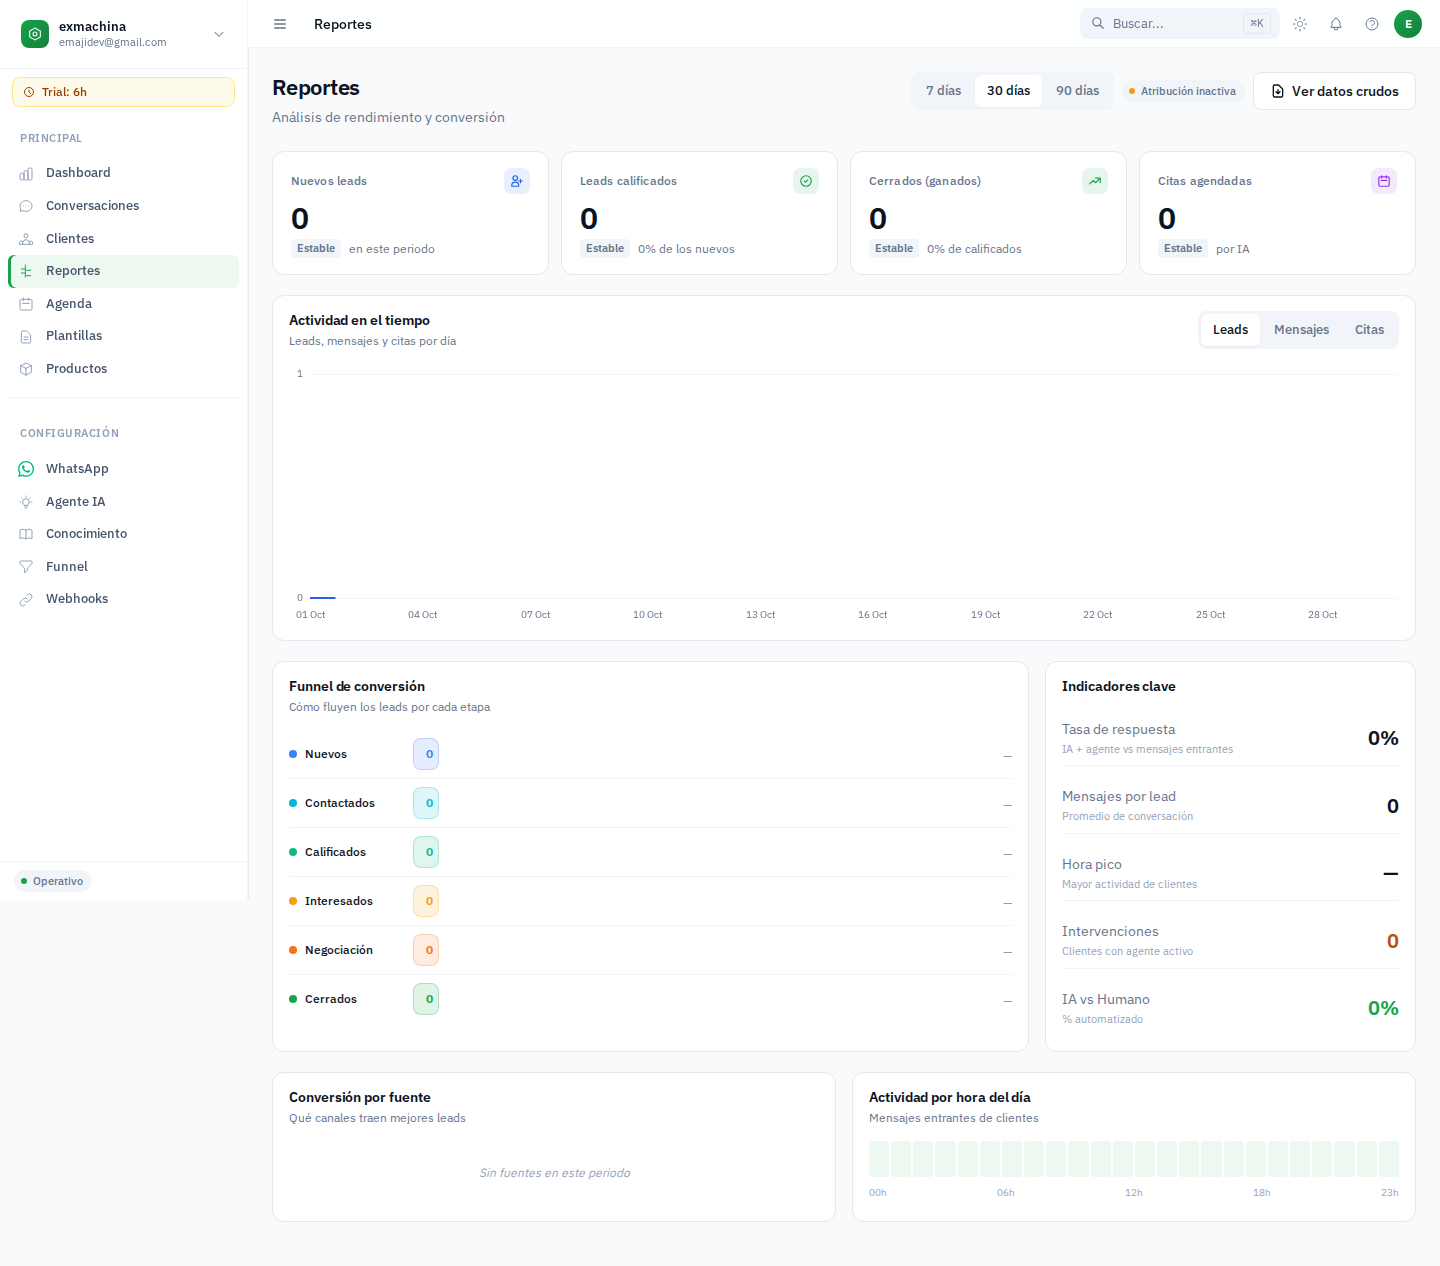 exmachina
emajidev@gmail.com
Trial: 6h
PRINCIPAL
Dashboard
Conversaciones
Clientes
Reportes
Agenda
Plantillas
Productos
CONFIGURACIÓN
WhatsApp
Agente IA
Conocimiento
Funnel
Webhooks
Operativo
Reportes
Buscar...
⌘K
E
Reportes
Análisis de rendimiento y conversión
7 días
30 días
90 días
Atribución inactiva
Ver datos crudos
Nuevos leads
0
Estable en este periodo
Leads calificados
0
Estable 0% de los nuevos
Cerrados (ganados)
0
Estable 0% de calificados
Citas agendadas
0
Estable por IA
Actividad en el tiempo
Leads, mensajes y citas por día
Leads
Mensajes
Citas
1
0
01 Oct 04 Oct 07 Oct 10 Oct 13 Oct 16 Oct 19 Oct 22 Oct 25 Oct 28 Oct
Funnel de conversión
Cómo fluyen los leads por cada etapa
Nuevos 0 —
Contactados 0 —
Calificados 0 —
Interesados 0 —
Negociación 0 —
Cerrados 0 —
Indicadores clave
Tasa de respuesta
IA + agente vs mensajes entrantes
0%
Mensajes por lead
Promedio de conversación
0
Hora pico
Mayor actividad de clientes
—
Intervenciones
Clientes con agente activo
0
IA vs Humano
% automatizado
0%
Conversión por fuente
Qué canales traen mejores leads
Sin fuentes en este periodo
Actividad por hora del día
Mensajes entrantes de clientes
00h 06h 12h 18h 23h